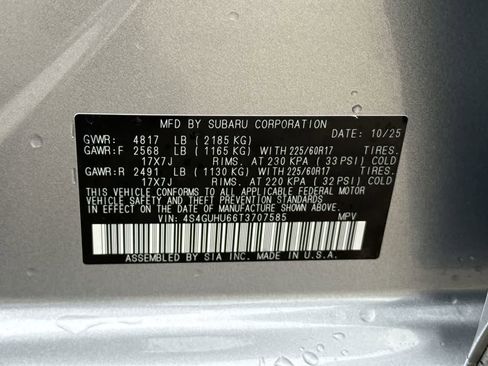 MFD BY SUBARU CORPORATION
DATE: 10/25
GVWR: 4817 LB ( 2185 KG)
GAWR:F 2568 LB ( 1165 KG) WITH 225/60R17 TIRES.
17X7J RIMS. AT 230 KPA ( 33 PSI) COLD
GAWR:R 2491 LB ( 1130 KG) WITH 225/60R17 TIRES.
17X7J RIMS. AT 220 KPA ( 32 PSI) COLD
THIS VEHICLE CONFORMS TO ALL APPLICABLE FEDERAL MOTOR
VEHICLE SAFETY THEFT PREVENTION STANDARDS IN
EFFECT ON THE DATE OF MANUFACTURE SHOWN ABOVE.
VIN: 4S4GUHU66T3707585 MPV
ASSEMBLED BY SIA INC. IN U.S.A.